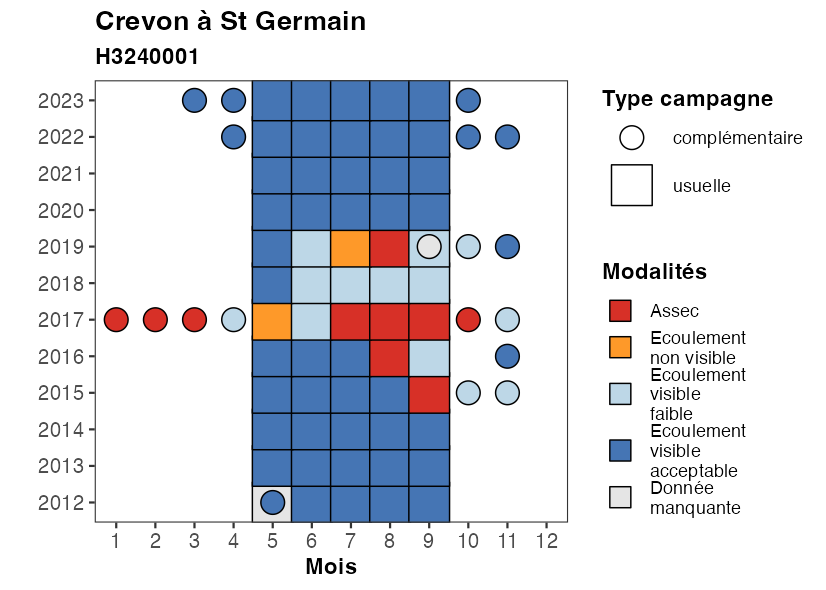 Crevon à St Germain
H3240001
2023
2022
2021
2020
2019
2018
2017
2016
2015
2014
2013
2012
1 2 3 4 5 6 7 8 9 10 11 12
Mois
Type campagne
complémentaire
usuelle
Modalités
Assec
Ecoulement
non visible
Ecoulement
visible
faible
Ecoulement
visible
acceptable
Donnée
manquante